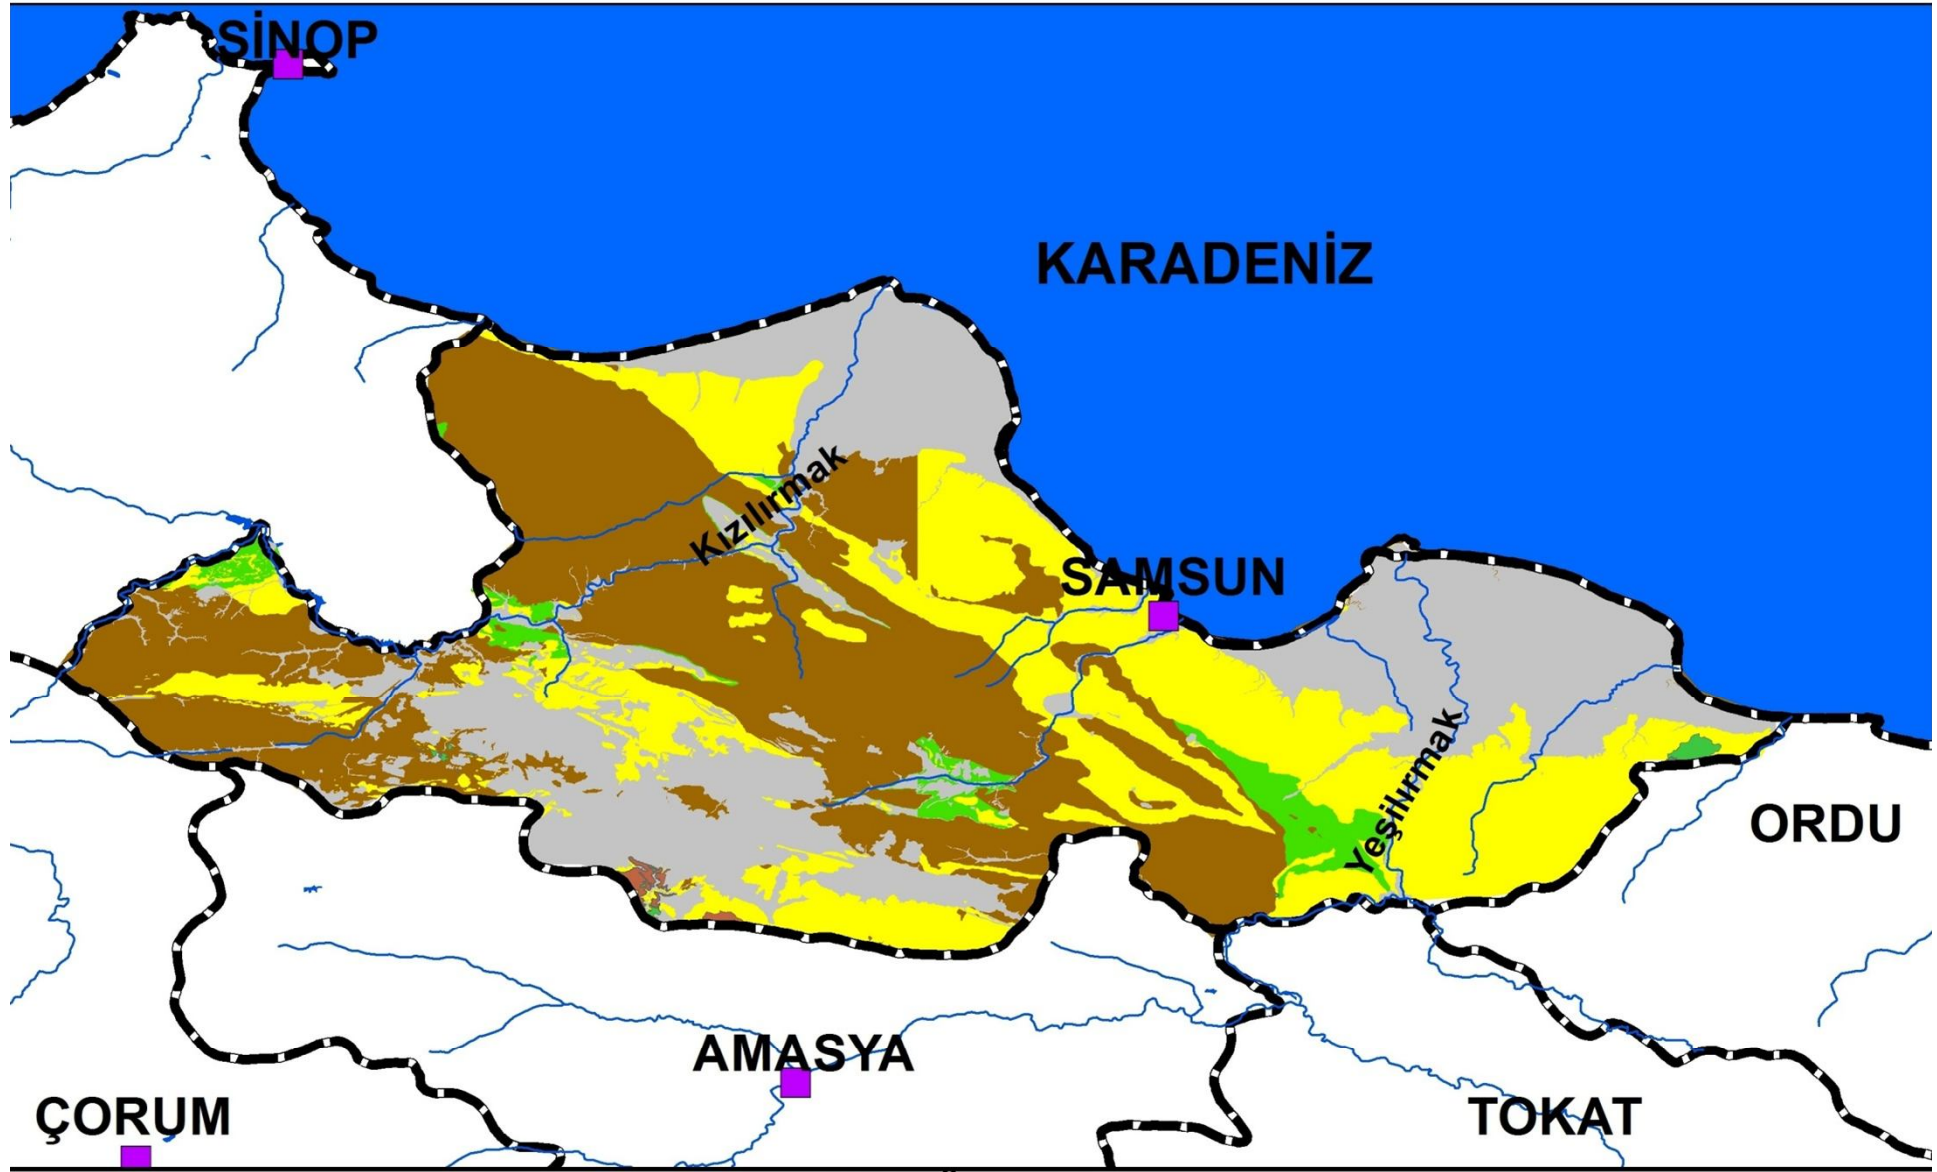 SİNOP
KARADENİZ
Kızılırmak
SAMSUN
Yeşilırmak
ORDU
AMASYA
ÇORUM
TOKAT